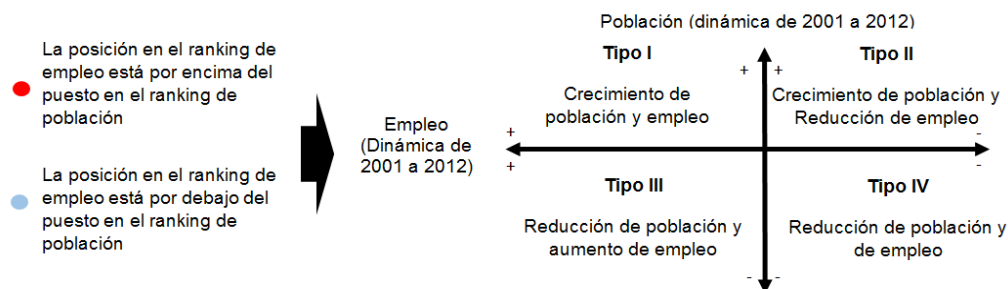 La posición en el ranking de
empleo está por encima del
puesto en el ranking de
población
La posición en el ranking de
empleo está por debajo del
puesto en el ranking de
población
Empleo
(Dinámica de
2001 a 2012)
Población (dinámica de 2001 a 2012)
Tipo I
Tipo II
+ +
Crecimiento de
población y empleo
Crecimiento de población y
Reducción de empleo
+ -
+ -
Tipo III
Tipo IV
Reducción de población y
aumento de empleo
Reducción de población y
de empleo
- -